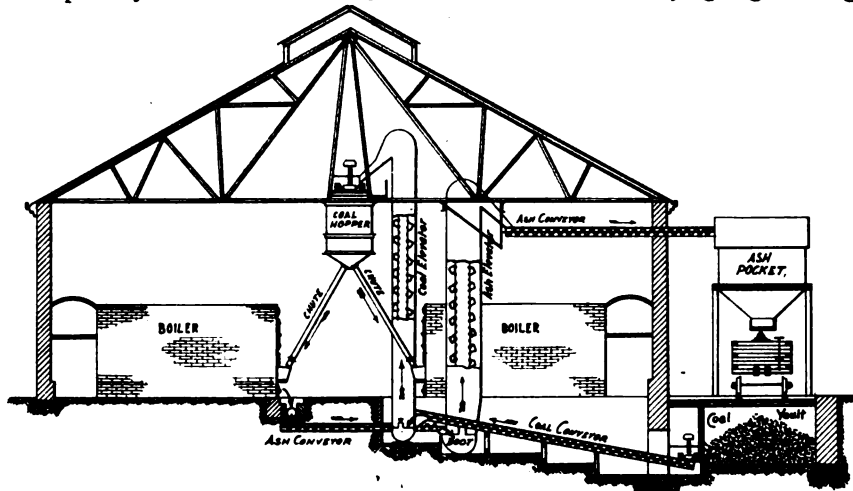 COAL
HOPPER
Coal Elevator
Ash Elevator
ASH CONVEYOR
ASH
POCKET.
CHUTE
CHUTE
BOILER
BOILER
Coal Vault
COAL CONVEYOR
ASH CONVEYOR
BOOT